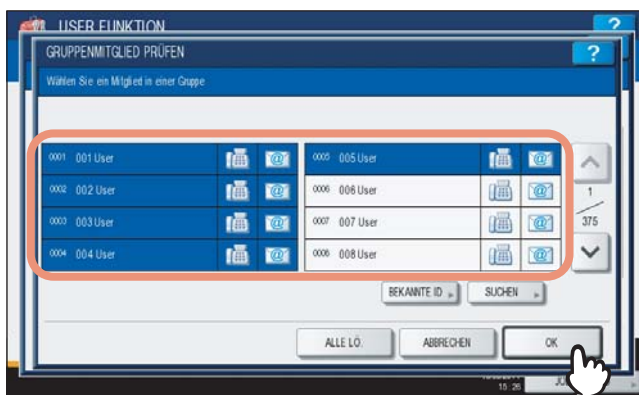 USER FUNKTION
?
GRUPPENMITGLIED PRÜFEN
?
Wählen Sie ein Mitglied in einer Gruppe
0001 001 User
0002 002 User
0003 003 User
0004 004 User
0005 005 User
0006 006 User
0007 007 User
0008 008 User
1
375
BEKANNTE ID
SUCHEN
ALLE LÖ.
ABBRECHEN
OK
15:26